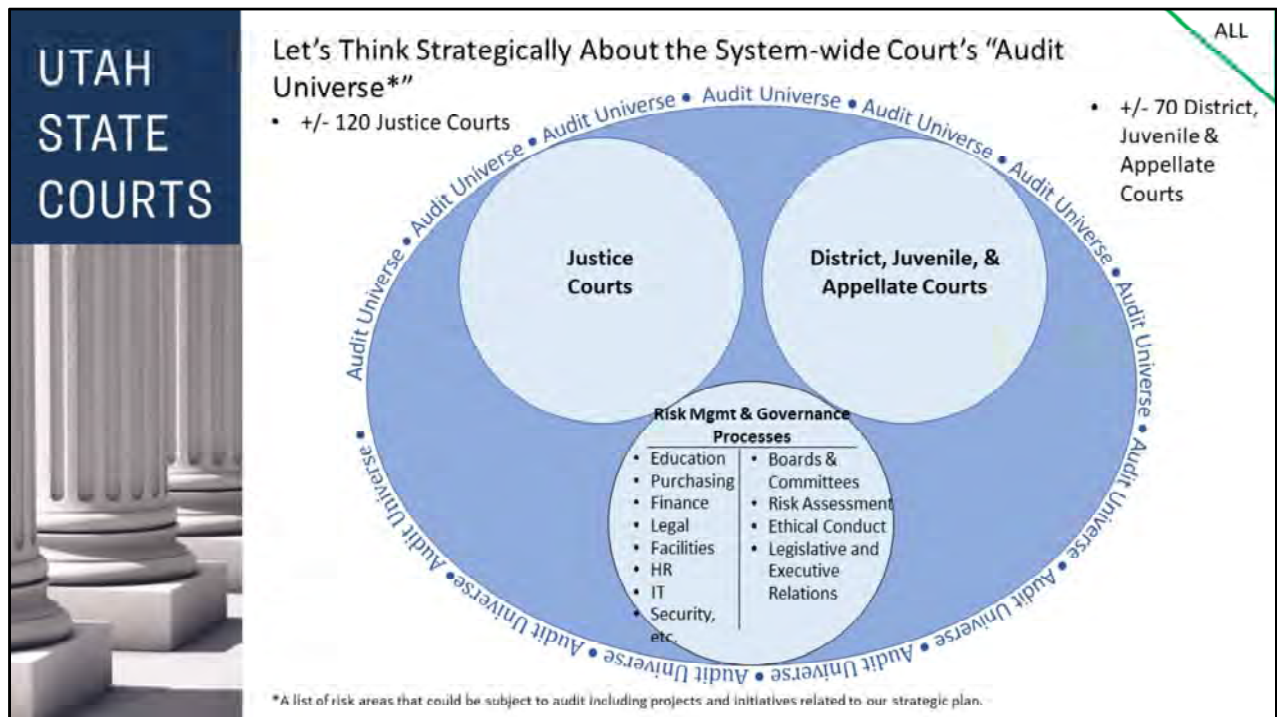 UTAH
STATE
COURTS
Let's Think Strategically About the System-wide Court's "Audit
Universe*"
• +/- 120 Justice Courts
ALL
• +/- 70 District,
Juvenile &
Appellate
Courts
Audit Universe • Audit Universe • Audit Universe • Audit Universe • Audit Universe • Audit Universe • Audit Universe • Audit Universe • Audit Universe • Audit Universe • Audit Universe • Audit Universe • Audit Universe • Audit Universe • Audit Universe •
Justice
Courts
District, Juvenile, &
Appellate Courts
Risk Mgmt & Governance
Processes
• Education
• Purchasing
• Finance
• Legal
• Facilities
• HR
• IT
• Security,
etc.
• Boards &
Committees
• Risk Assessment
• Ethical Conduct
• Legislative and
Executive
Relations
*A list of risk areas that could be subject to audit including projects and initiatives related to our strategic plan.